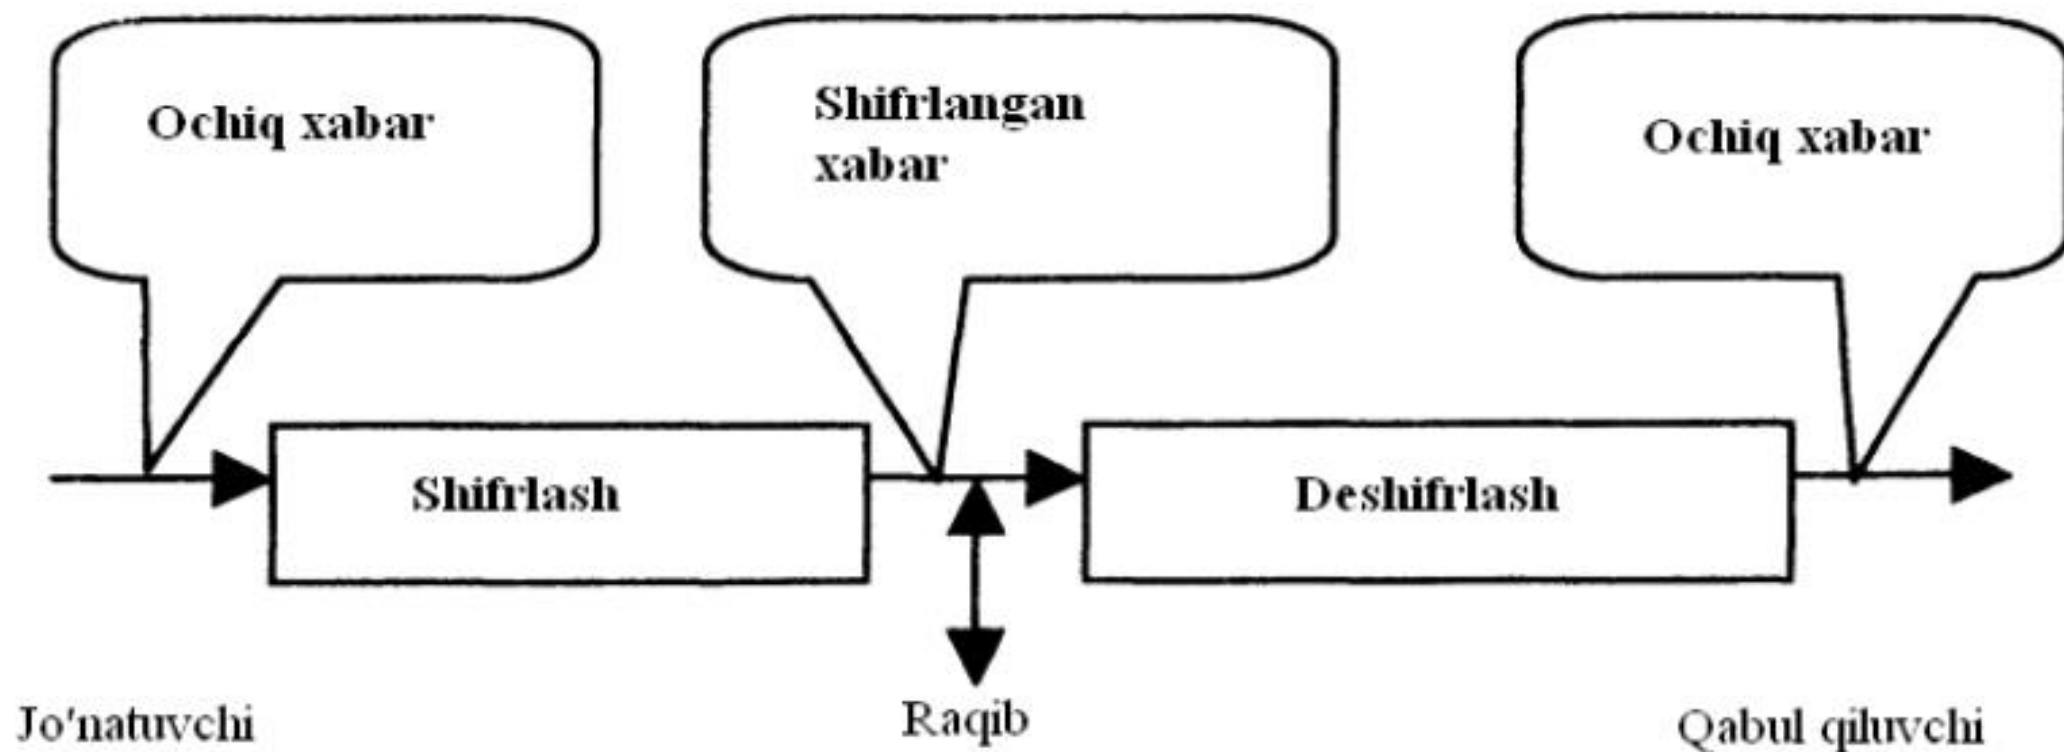 Ochiq xabar
Shifrlangan
xabar
Ochiq xabar
Shifrlash
Deshifrlash
Jo'natuvchi
Raqib
Qabul qiluvchi